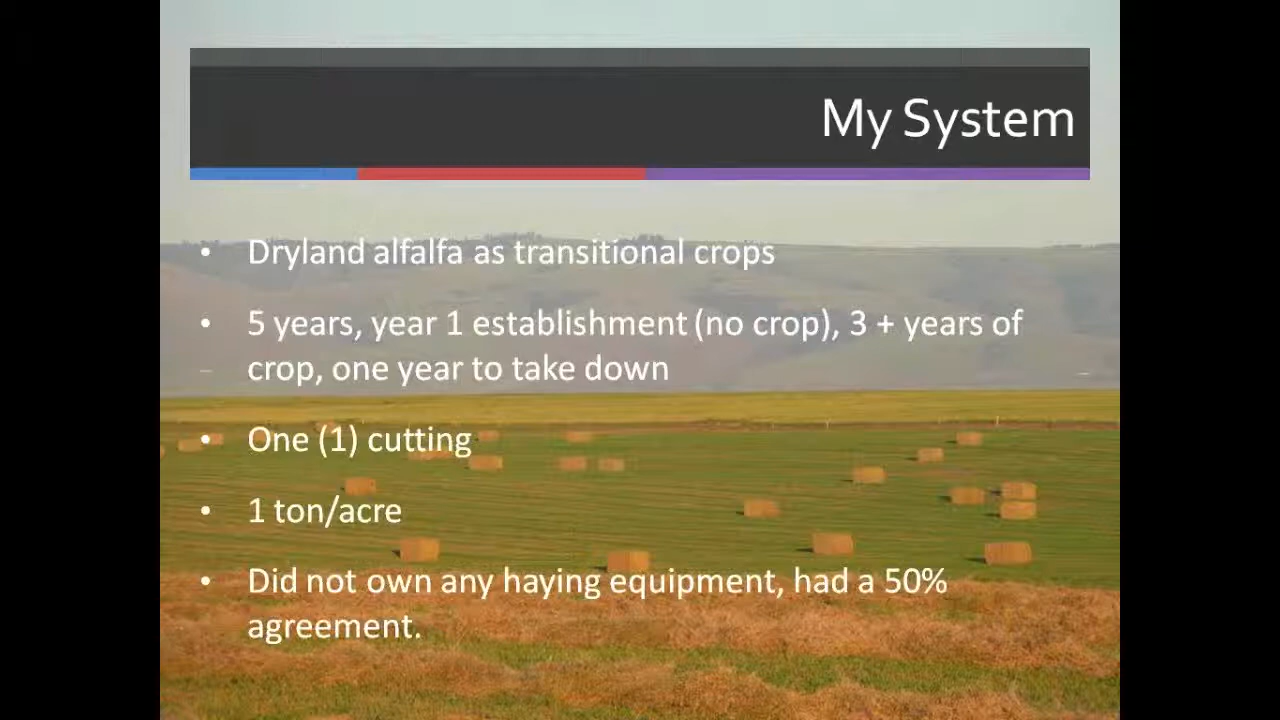 My System
• Dryland alfalfa as transitional crops
• 5 years, year 1 establishment (no crop), 3 + years of
crop, one year to take down
• One (1) cutting
• 1 ton/acre
• Did not own any haying equipment, had a 50%
agreement.